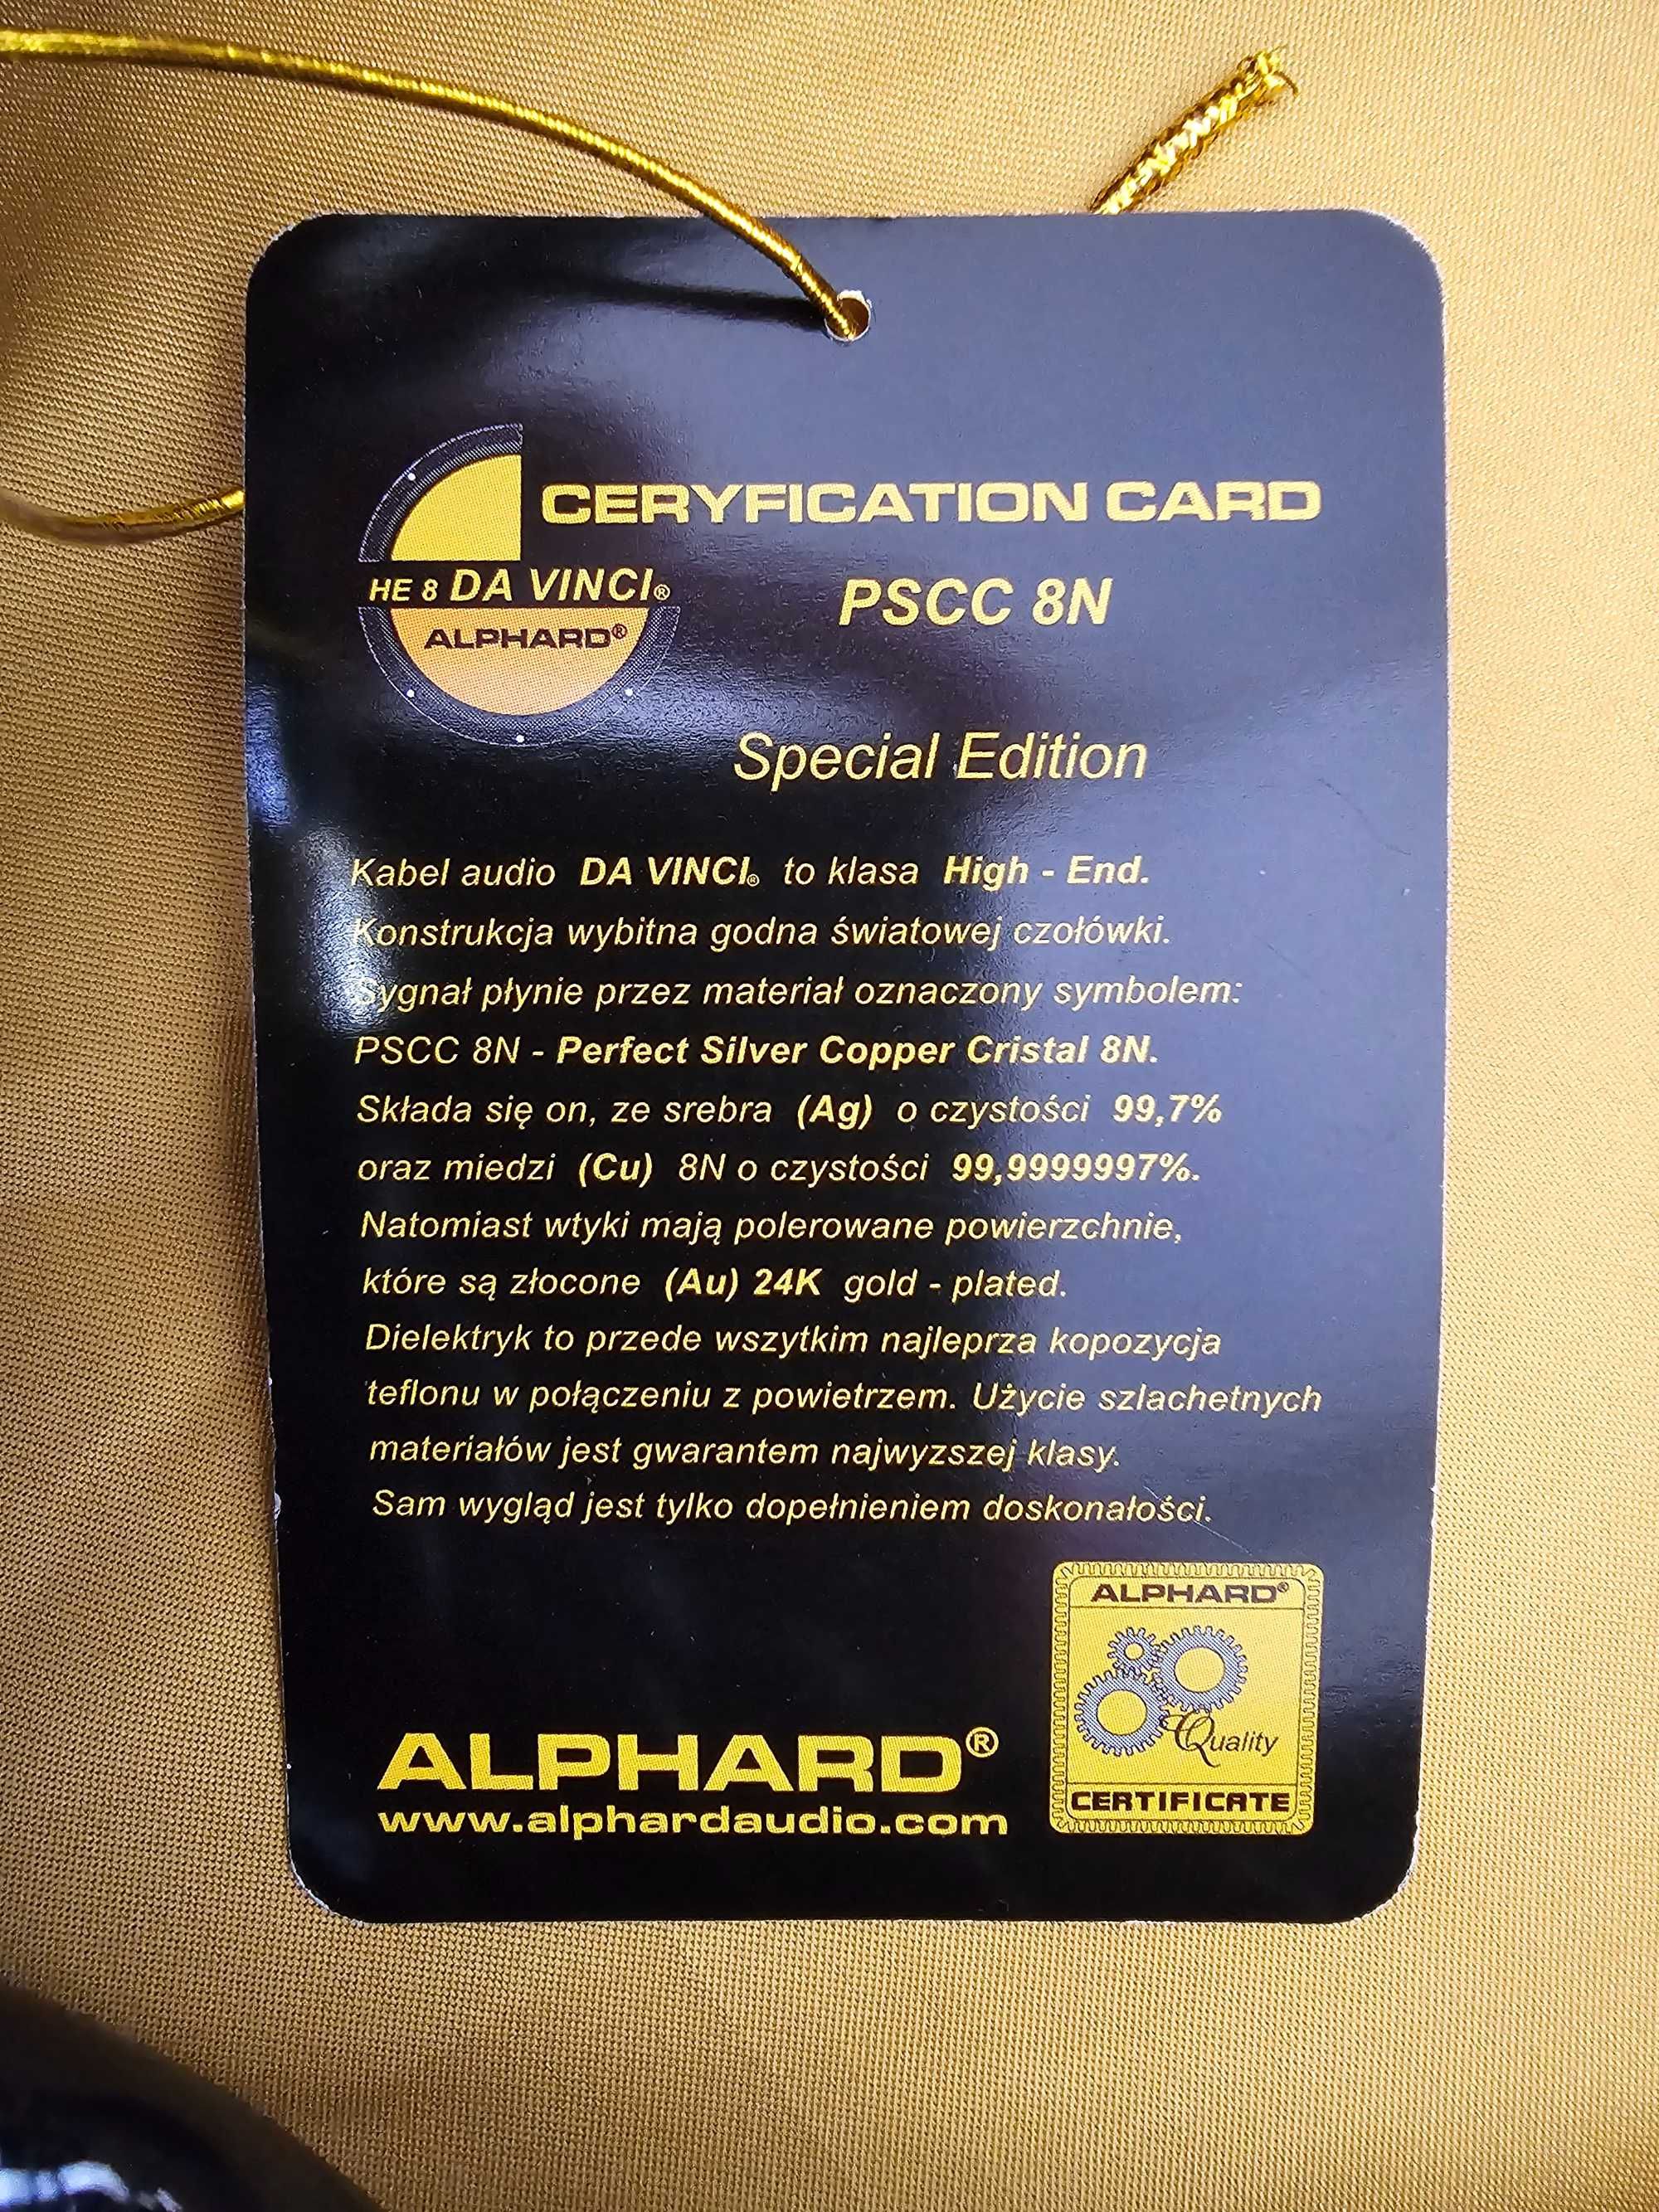 CERYFICATION CARD
HE 8 DA VINCI®
ALPHARD®
PSCC 8N
Special Edition
Kabel audio DA VINCI® to klasa High - End.
Konstrukcja wybitna godna światowej czołówki.
Sygnał płynie przez materiał oznaczony symbolem:
PSCC 8N - Perfect Silver Copper Cristal 8N.
Składa się on, ze srebra (Ag) o czystości 99,7%
oraz miedzi (Cu) 8N o czystości 99,9999997%.
Natomiast wtyki mają polerowane powierzchnie,
które są złocone (Au) 24K gold - plated.
Dielektryk to przede wszytkim najleprza kopozycja
teflonu w połączeniu z powietrzem. Użycie szlachetnych
materiałów jest gwarantem najwyzszej klasy.
Sam wygląd jest tylko dopełnieniem doskonałości.
ALPHARD®
Quality
CERTIFICATE
ALPHARD®
www.alphardaudio.com